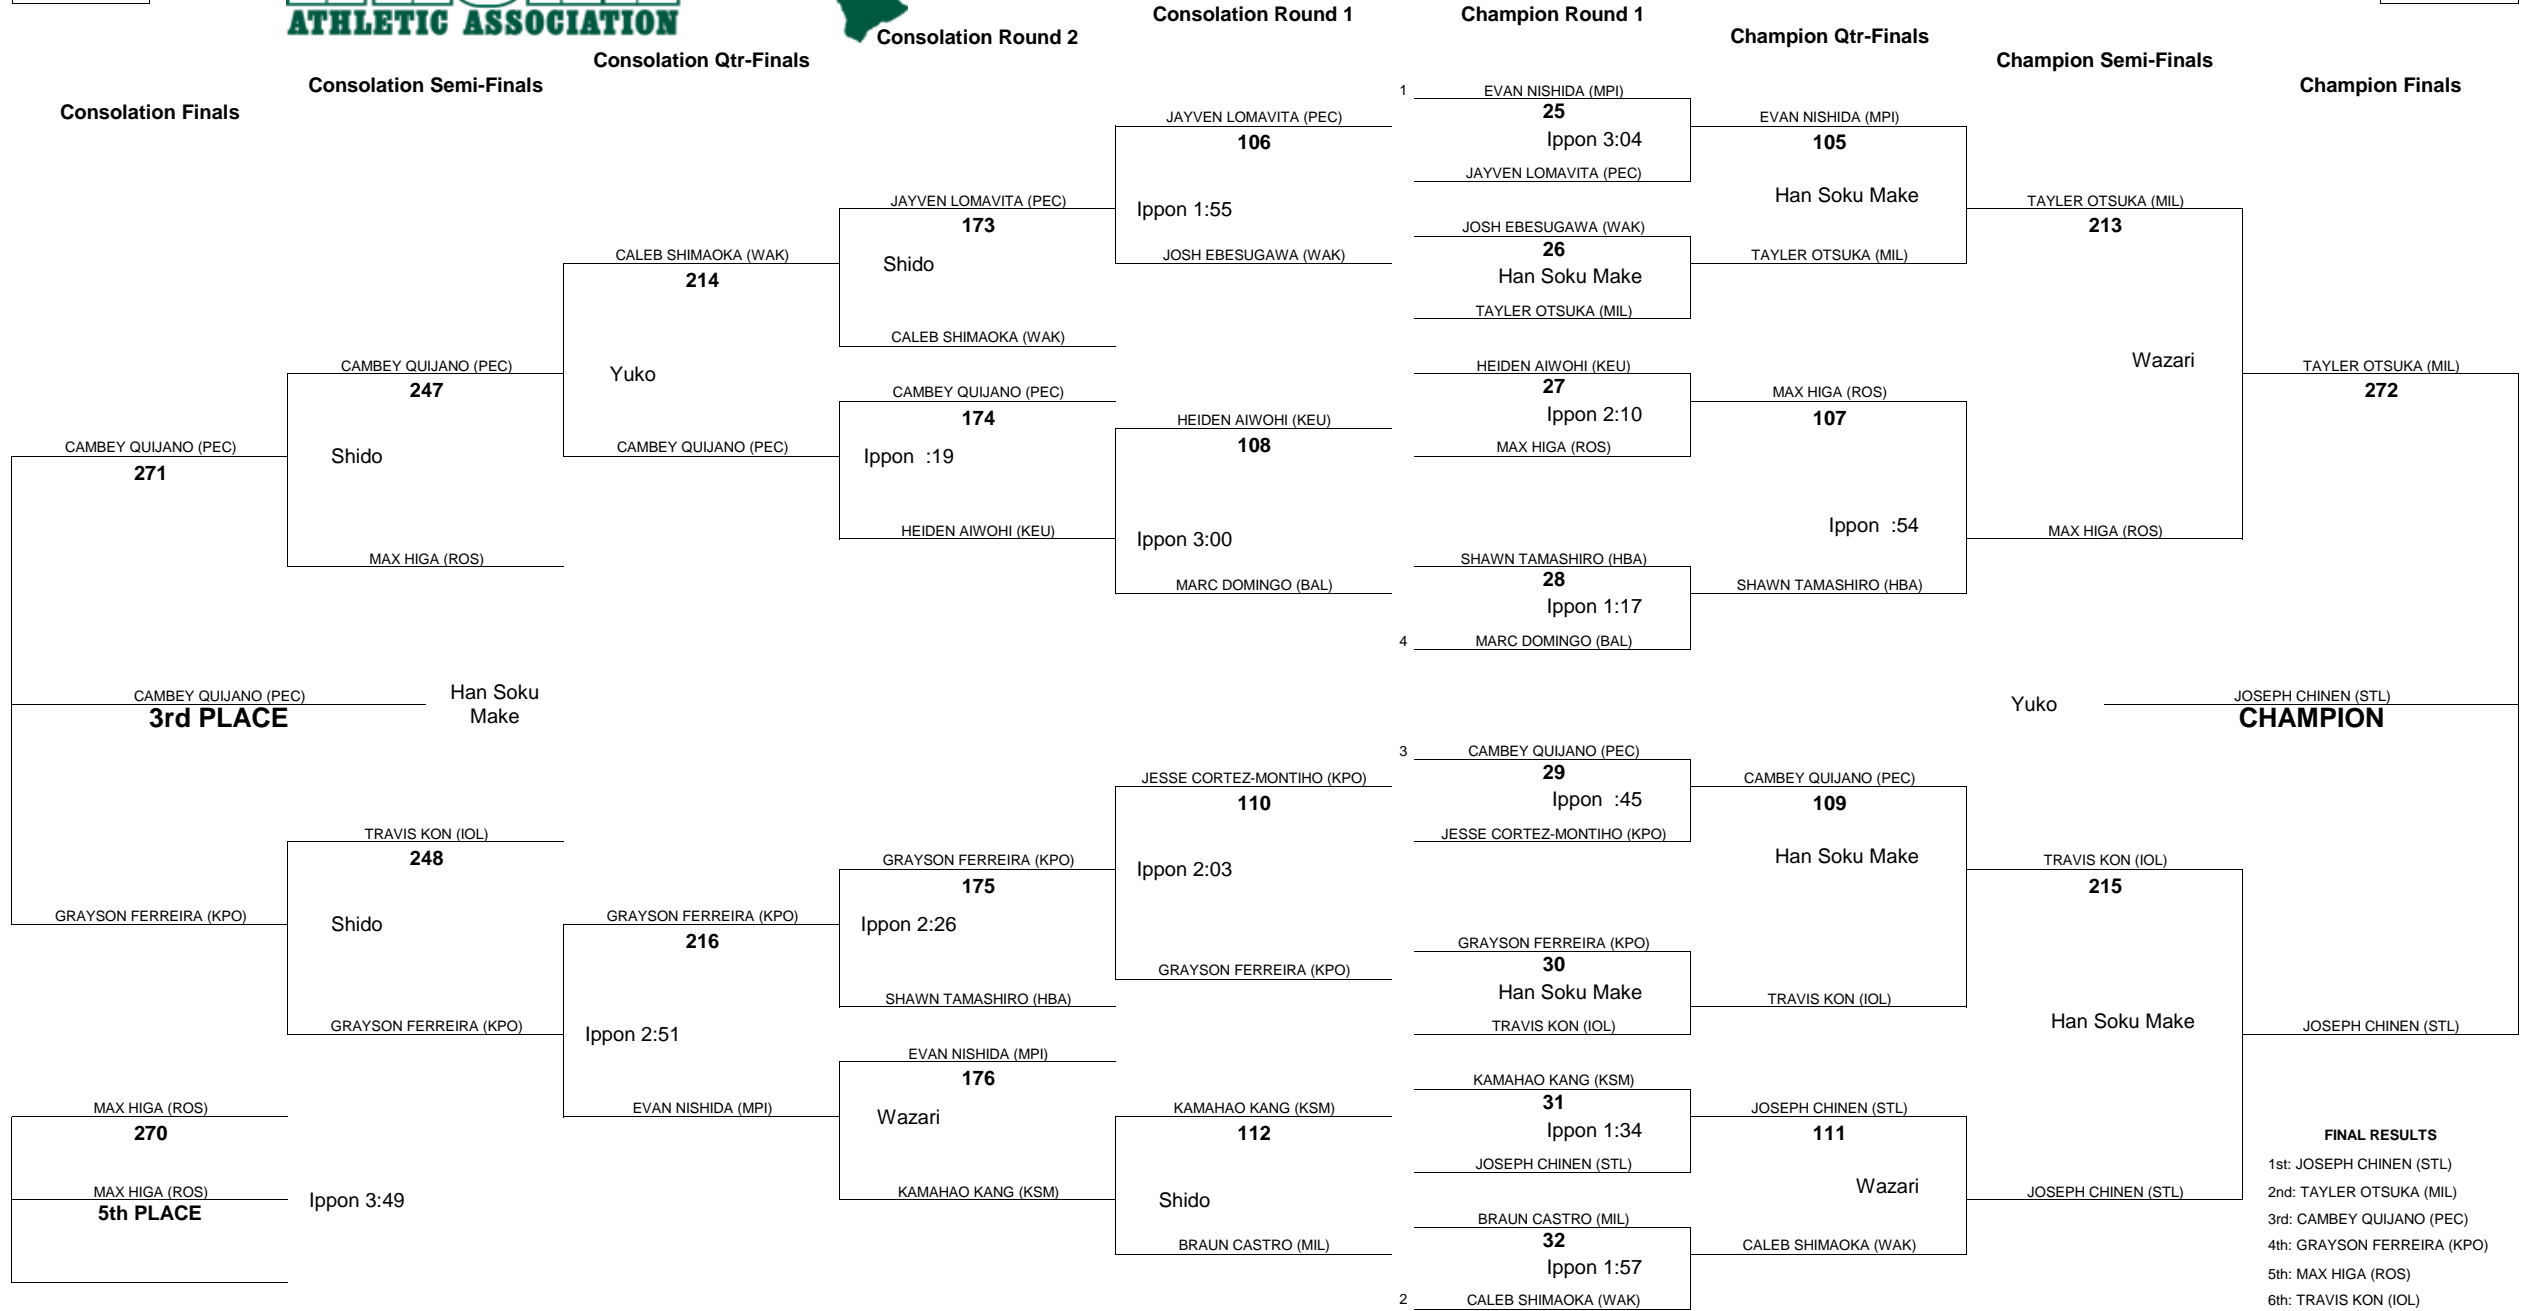 ATHLETIC ASSOCIATION
Consolation Finals
Consolation Semi-Finals
Consolation Qtr-Finals
Consolation Round 2
Consolation Round 1
Champion Round 1
Champion Qtr-Finals
Champion Semi-Finals
Champion Finals
CAMBEY QUIJANO (PEC)
271
CAMBEY QUIJANO (PEC)
3rd PLACE
Han Soku
Make
GRAYSON FERREIRA (KPO)
MAX HIGA (ROS)
270
MAX HIGA (ROS)
5th PLACE
Ippon 3:49
CAMBEY QUIJANO (PEC)
247
Shido
MAX HIGA (ROS)
TRAVIS KON (IOL)
248
Shido
GRAYSON FERREIRA (KPO)
CALEB SHIMAOKA (WAK)
214
Yuko
CAMBEY QUIJANO (PEC)
GRAYSON FERREIRA (KPO)
216
Ippon 2:51
EVAN NISHIDA (MPI)
JAYVEN LOMAVITA (PEC)
173
Shido
CALEB SHIMAOKA (WAK)
CAMBEY QUIJANO (PEC)
174
Ippon :19
HEIDEN AIWOHI (KEU)
GRAYSON FERREIRA (KPO)
175
Ippon 2:26
SHAWN TAMASHIRO (HBA)
EVAN NISHIDA (MPI)
176
Wazari
KAMAHAO KANG (KSM)
JAYVEN LOMAVITA (PEC)
106
Ippon 1:55
JOSH EBESUGAWA (WAK)
HEIDEN AIWOHI (KEU)
108
Ippon 3:00
MARC DOMINGO (BAL)
JESSE CORTEZ-MONTIHO (KPO)
110
Ippon 2:03
GRAYSON FERREIRA (KPO)
KAMAHAO KANG (KSM)
112
Shido
BRAUN CASTRO (MIL)
1 EVAN NISHIDA (MPI)
25
Ippon 3:04
JAYVEN LOMAVITA (PEC)
JOSH EBESUGAWA (WAK)
26
Han Soku Make
TAYLER OTSUKA (MIL)
HEIDEN AIWOHI (KEU)
27
Ippon 2:10
MAX HIGA (ROS)
SHAWN TAMASHIRO (HBA)
28
Ippon 1:17
4 MARC DOMINGO (BAL)
3 CAMBEY QUIJANO (PEC)
29
Ippon :45
JESSE CORTEZ-MONTIHO (KPO)
GRAYSON FERREIRA (KPO)
30
Han Soku Make
TRAVIS KON (IOL)
KAMAHAO KANG (KSM)
31
Ippon 1:34
JOSEPH CHINEN (STL)
BRAUN CASTRO (MIL)
32
Ippon 1:57
2 CALEB SHIMAOKA (WAK)
EVAN NISHIDA (MPI)
105
Han Soku Make
TAYLER OTSUKA (MIL)
MAX HIGA (ROS)
107
Ippon :54
SHAWN TAMASHIRO (HBA)
CAMBEY QUIJANO (PEC)
109
Han Soku Make
TRAVIS KON (IOL)
JOSEPH CHINEN (STL)
111
Wazari
CALEB SHIMAOKA (WAK)
TAYLER OTSUKA (MIL)
213
Wazari
MAX HIGA (ROS)
TRAVIS KON (IOL)
215
Han Soku Make
JOSEPH CHINEN (STL)
TAYLER OTSUKA (MIL)
272
Yuko
JOSEPH CHINEN (STL)
CHAMPION
JOSEPH CHINEN (STL)
FINAL RESULTS
1st: JOSEPH CHINEN (STL)
2nd: TAYLER OTSUKA (MIL)
3rd: CAMBEY QUIJANO (PEC)
4th: GRAYSON FERREIRA (KPO)
5th: MAX HIGA (ROS)
6th: TRAVIS KON (IOL)